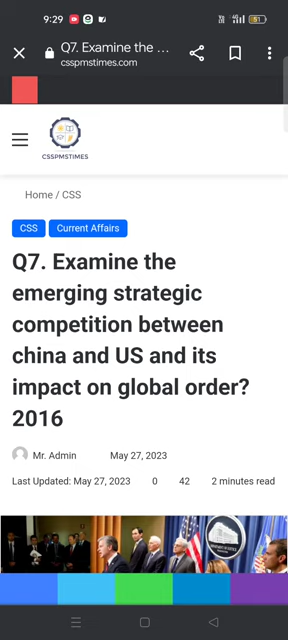 9:29
51
Q7. Examine the ...
csspmstimes.com
CSSPMSTIMES
Home / CSS
CSS
Current Affairs
Q7. Examine the
emerging strategic
competition between
china and US and its
impact on global order?
2016
Mr. Admin May 27, 2023
Last Updated: May 27, 2023 0 42 2 minutes read